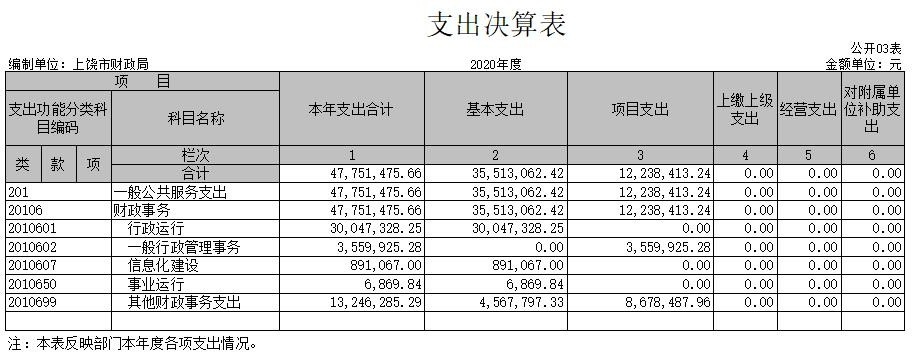 支出决算表
公开03表
编制单位：上饶市财政局 2020年度 金额单位：元
项 目 本年支出合计 基本支出 项目支出 上缴上级支出 经营支出 对附属单位补助支出
支出功能分类科目编码 科目名称
类 款 项 栏次 1 2 3 4 5 6
合计 47,751,475.66 35,513,062.42 12,238,413.24 0.00 0.00 0.00
201 一般公共服务支出 47,751,475.66 35,513,062.42 12,238,413.24 0.00 0.00 0.00
20106 财政事务 47,751,475.66 35,513,062.42 12,238,413.24 0.00 0.00 0.00
2010601 行政运行 30,047,328.25 30,047,328.25 0.00 0.00 0.00 0.00
2010602 一般行政管理事务 3,559,925.28 0.00 3,559,925.28 0.00 0.00 0.00
2010607 信息化建设 891,067.00 891,067.00 0.00 0.00 0.00 0.00
2010650 事业运行 6,869.84 6,869.84 0.00 0.00 0.00 0.00
2010699 其他财政事务支出 13,246,285.29 4,567,797.33 8,678,487.96 0.00 0.00 0.00
注：本表反映部门本年度各项支出情况。